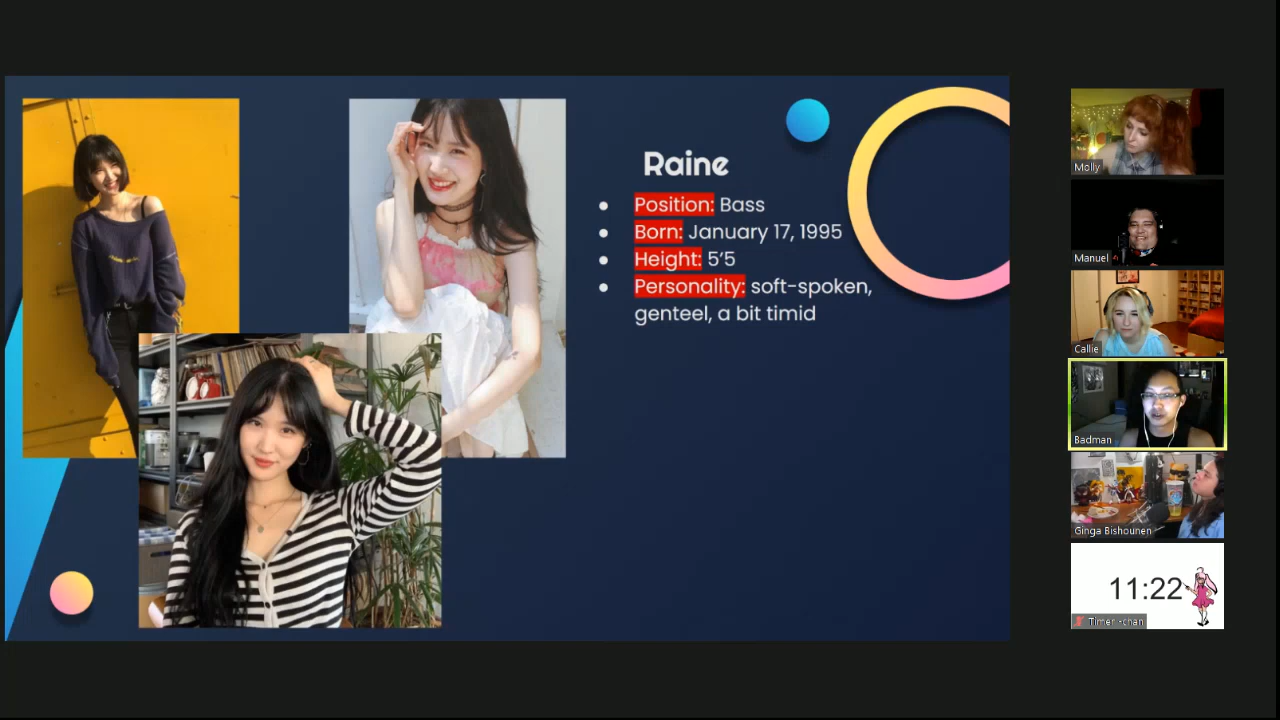 Raine
● Position: Bass
● Born: January 17, 1995
● Height: 5'5
● Personality: soft-spoken,
genteel, a bit timid
Molly
Manuel
Callie
Badman
Ginga Bishounen
11:22
Timer -chan